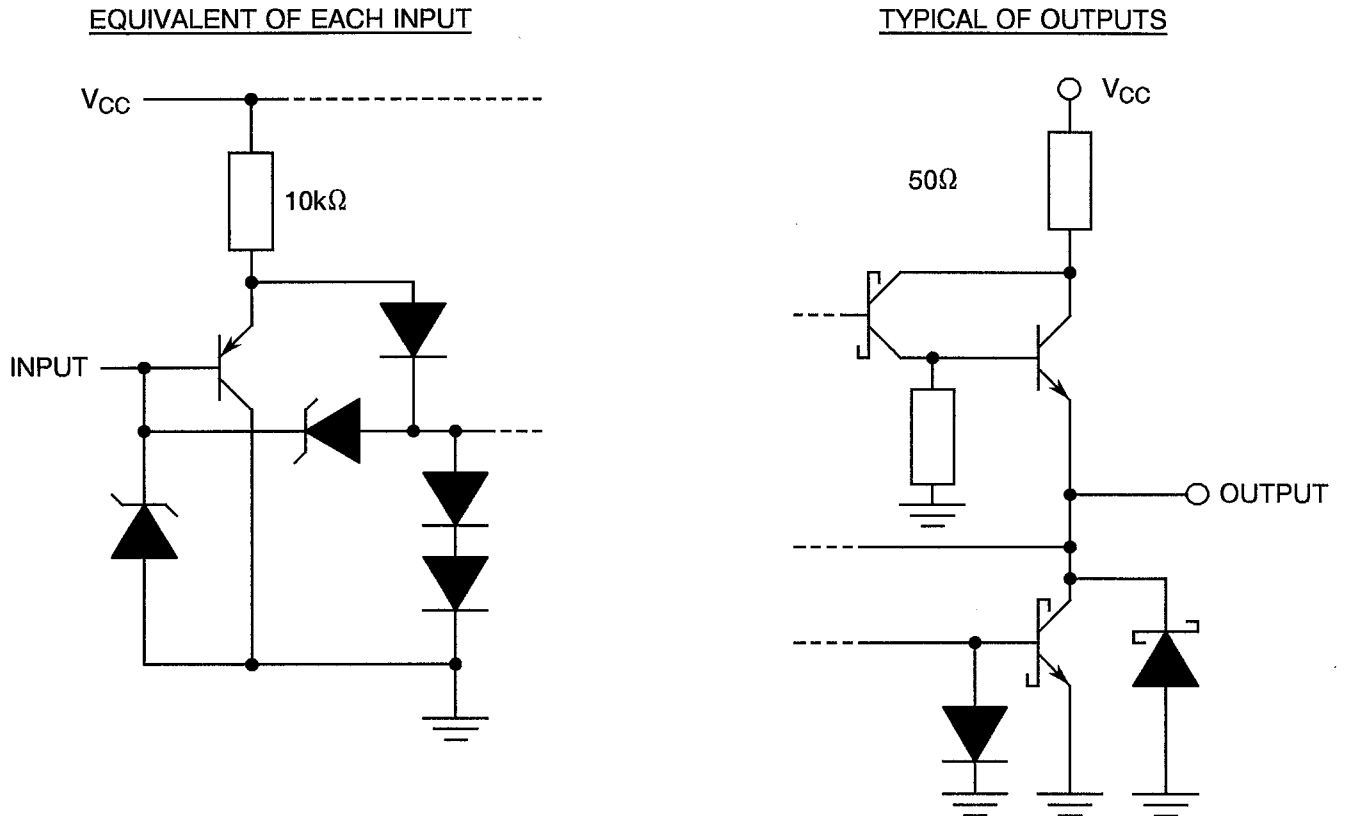 EQUIVALENT OF EACH INPUT
TYPICAL OF OUTPUTS
VCC
10kΩ
INPUT
VCC
50Ω
OUTPUT